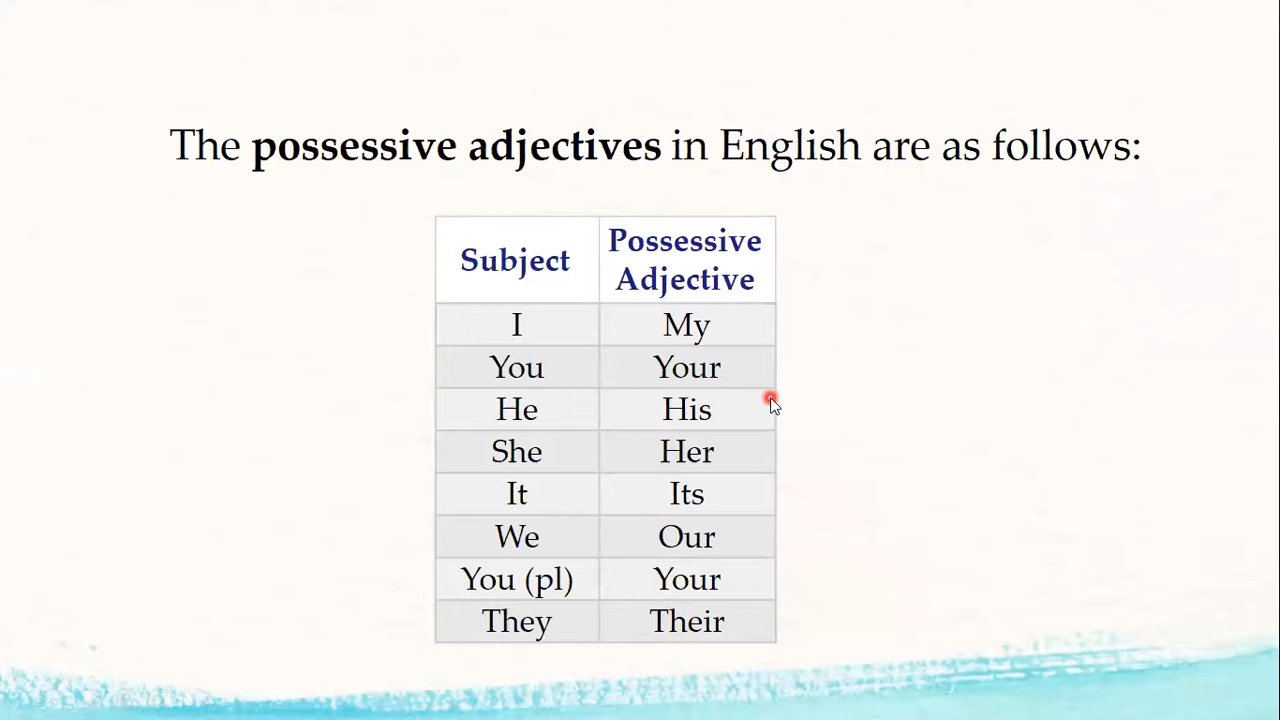 The possessive adjectives in English are as follows:
Subject Possessive Adjective
I My
You Your
He His
She Her
It Its
We Our
You (pl) Your
They Their